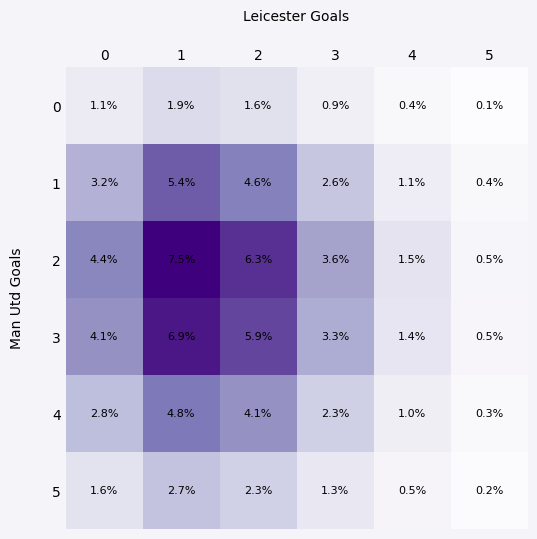 Leicester Goals
0 1 2 3 4 5
0 1.1% 1.9% 1.6% 0.9% 0.4% 0.1%
1 3.2% 5.4% 4.6% 2.6% 1.1% 0.4%
2 4.4% 7.5% 6.3% 3.6% 1.5% 0.5%
3 4.1% 6.9% 5.9% 3.3% 1.4% 0.5%
4 2.8% 4.8% 4.1% 2.3% 1.0% 0.3%
5 1.6% 2.7% 2.3% 1.3% 0.5% 0.2%
Man Utd Goals